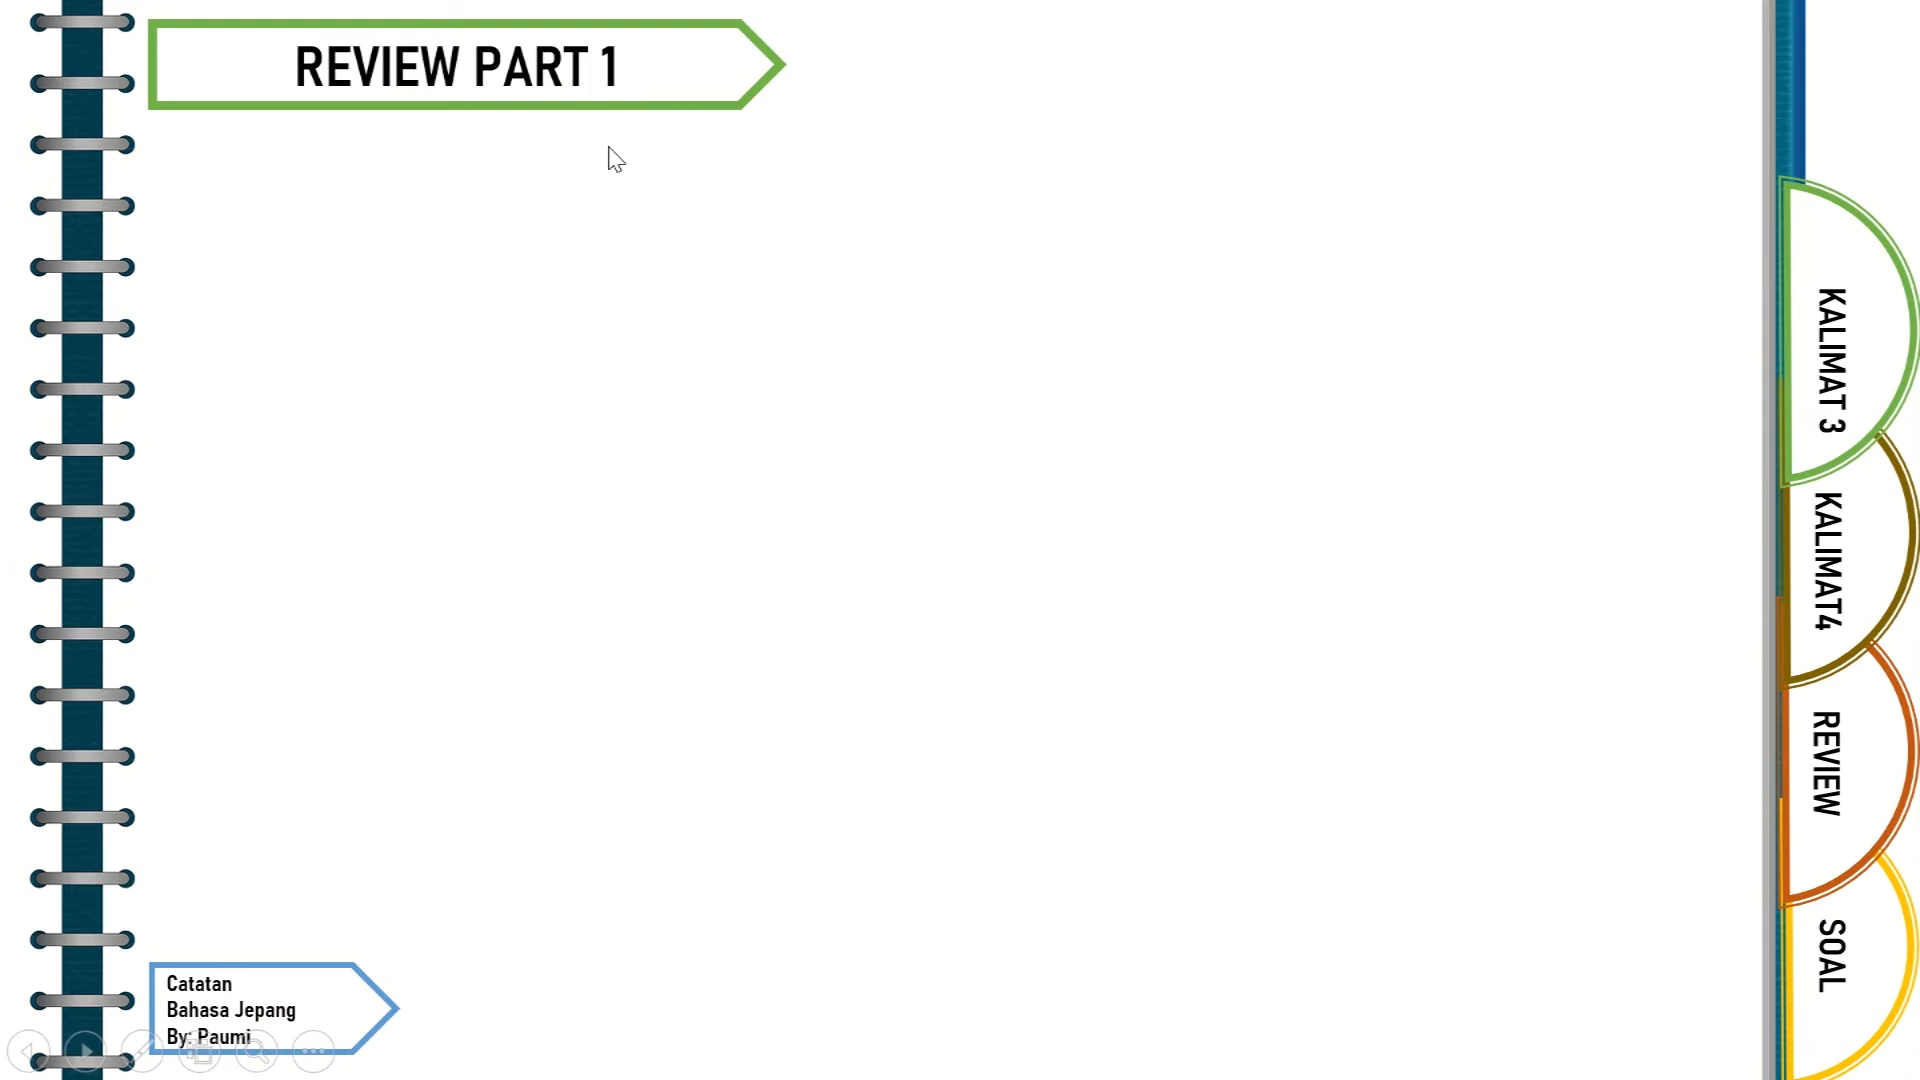 REVIEW PART 1
KALIMAT 3
KALIMAT4
REVIEW
SOAL
Catatan
Bahasa Jepang
By: Paumi